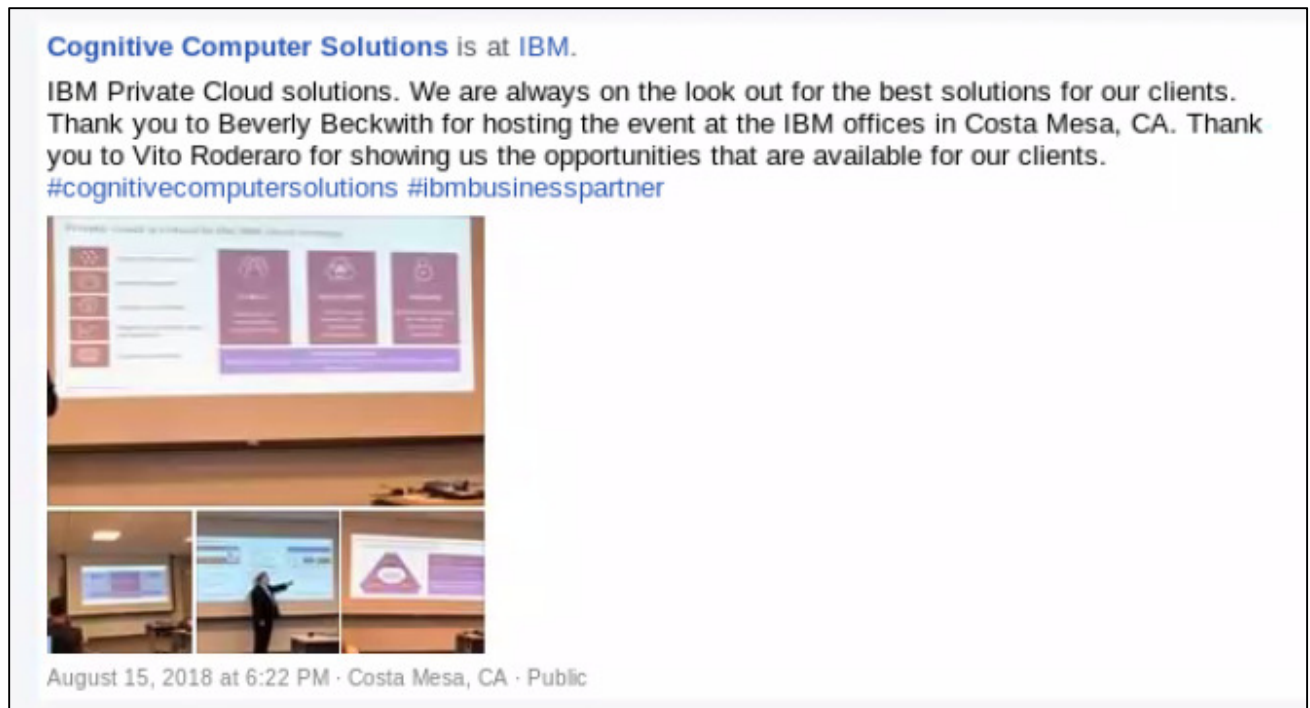 Cognitive Computer Solutions is at IBM.
IBM Private Cloud solutions. We are always on the look out for the best solutions for our clients.
Thank you to Beverly Beckwith for hosting the event at the IBM offices in Costa Mesa, CA. Thank
you to Vito Roderaro for showing us the opportunities that are available for our clients.
#cognitivecomputersolutions #ibmbusinesspartner
August 15, 2018 at 6:22 PM · Costa Mesa, CA · Public